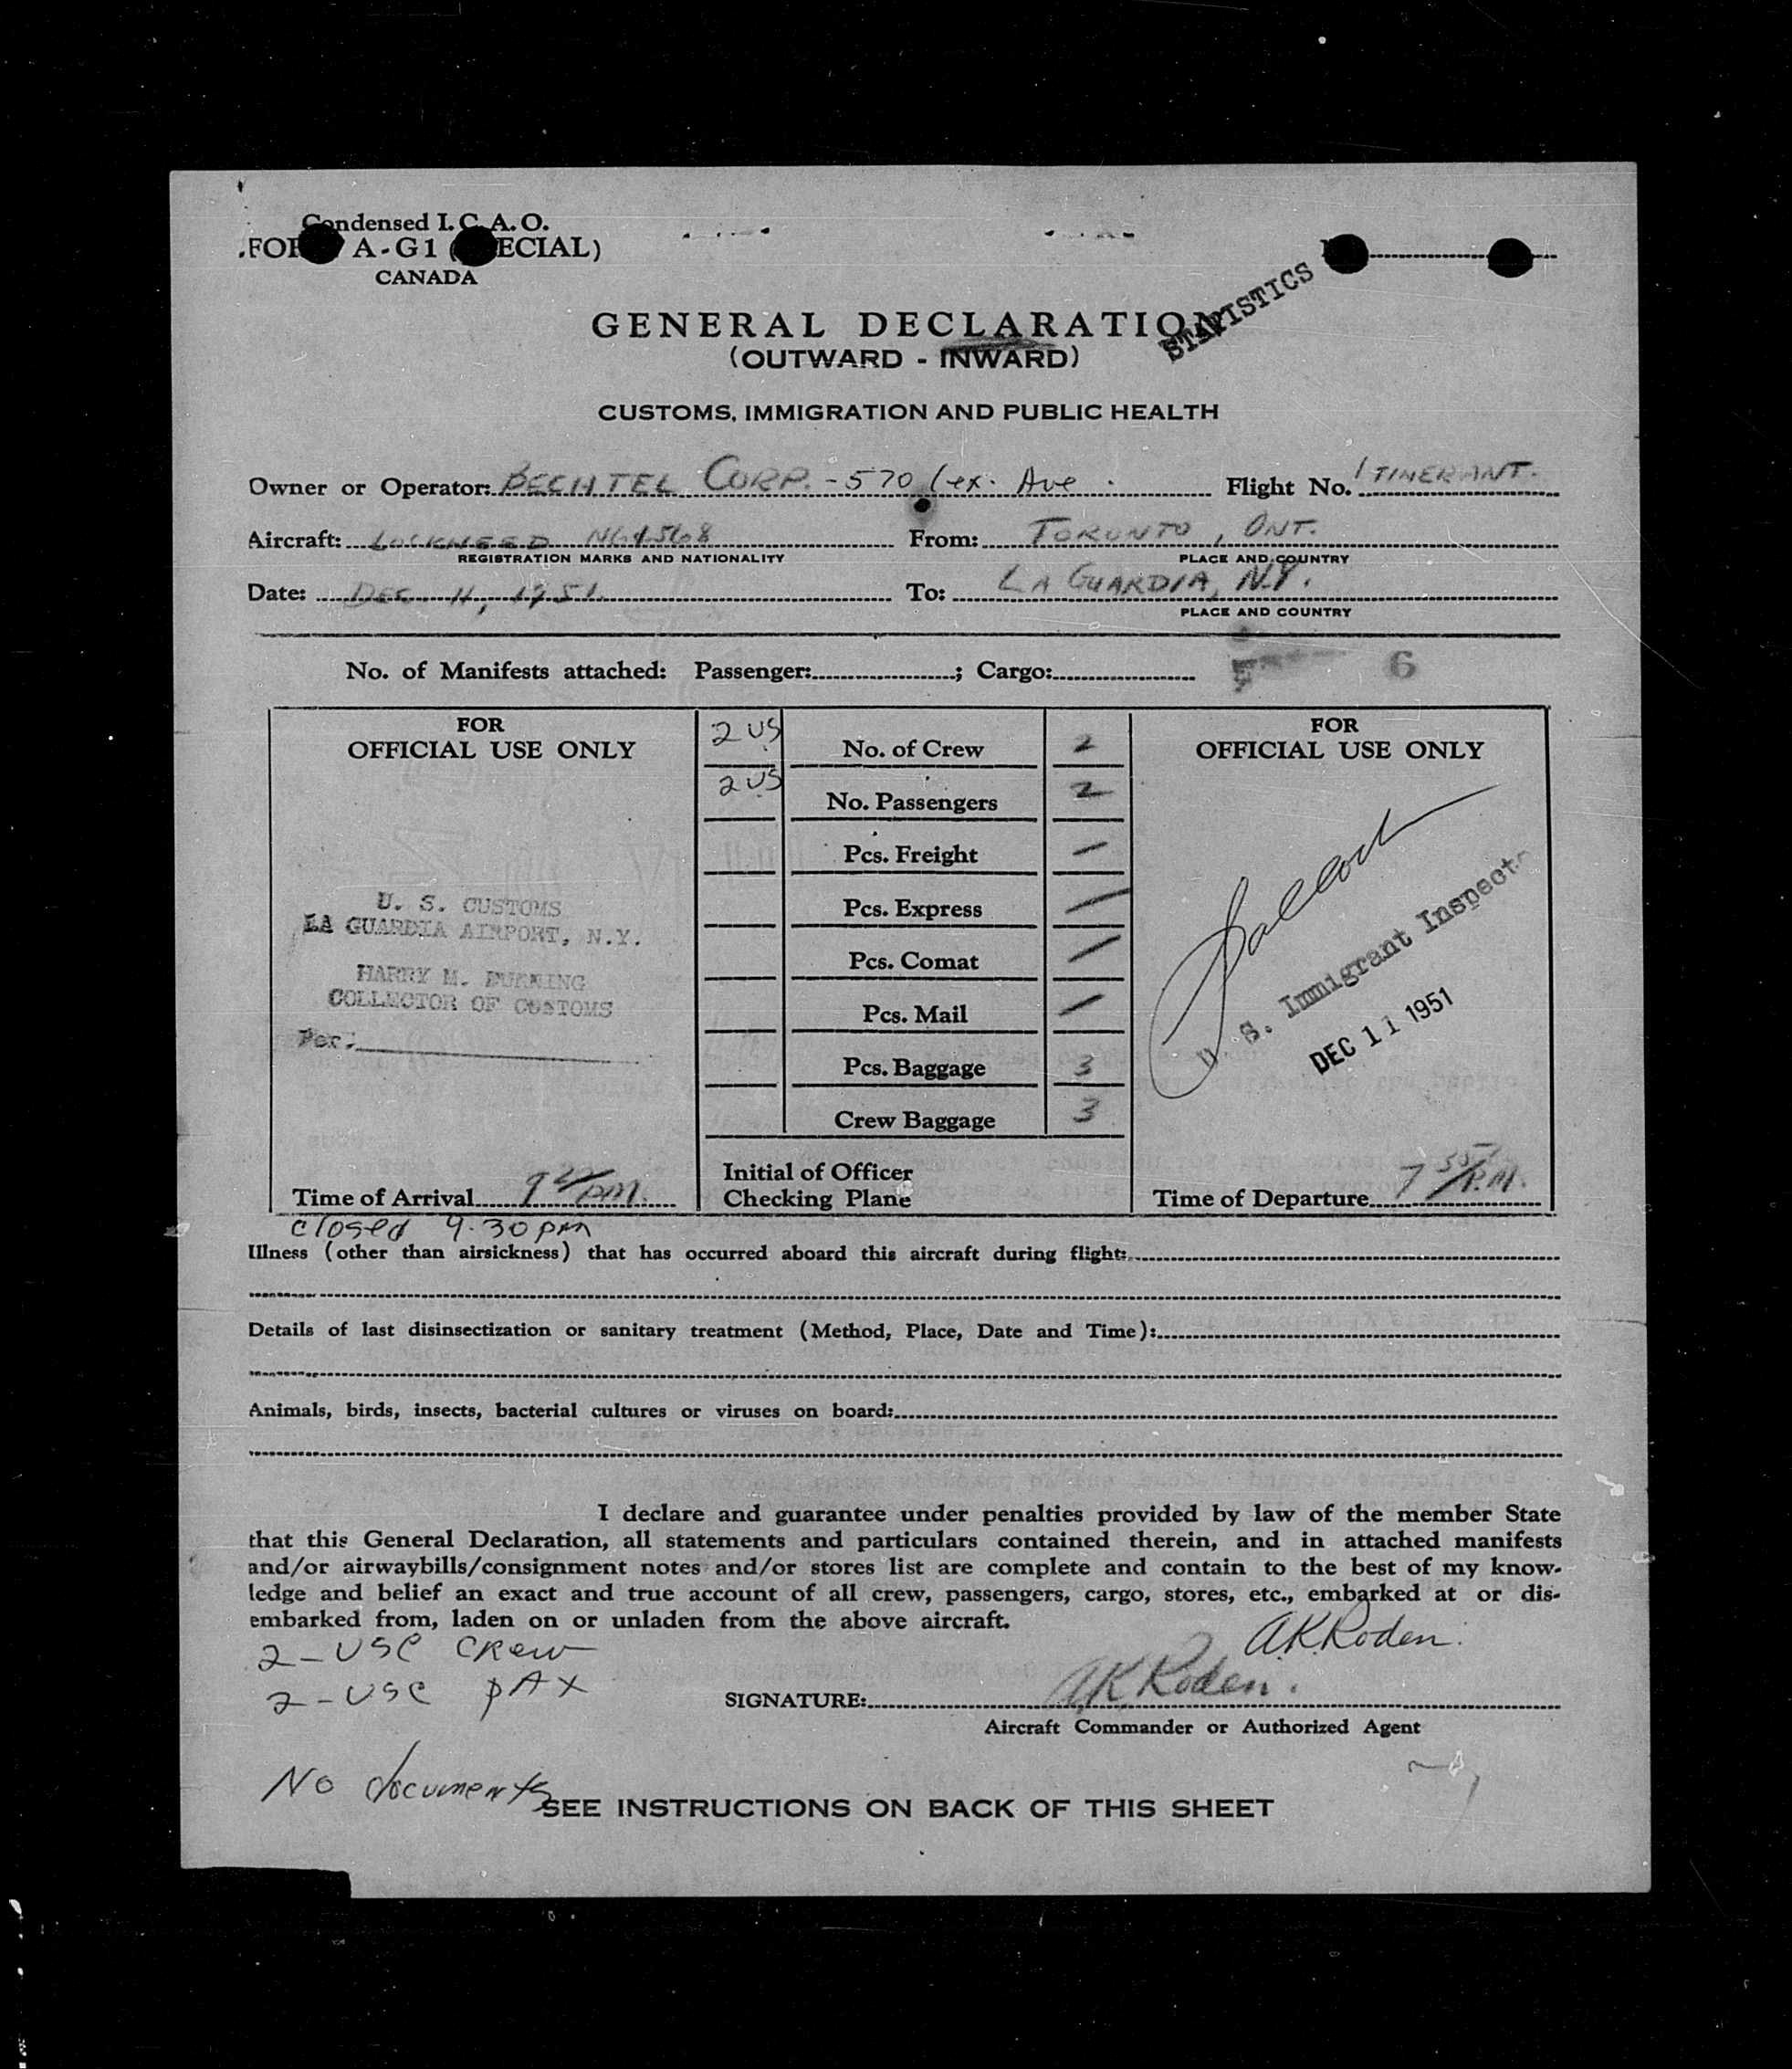 Condensed I. C. A. O.
FORM A-G1 (SPECIAL)
CANADA
STATISTICS
GENERAL DECLARATION
(OUTWARD - INWARD)
CUSTOMS, IMMIGRATION AND PUBLIC HEALTH
Owner or Operator: BECHTEL CORP. - 570 Lex. Ave. Flight No. ITINERANT.
Aircraft: LOCKHEED From: TORONTO, ONT.
REGISTRATION MARKS AND NATIONALITY PLACE AND COUNTRY
Date: DEC. 11, 1951. To: LA GUARDIA, N.Y.
PLACE AND COUNTRY
No. of Manifests attached: Passenger: ; Cargo: 6
FOR
OFFICIAL USE ONLY
U. S. CUSTOMS
LA GUARDIA AIRPORT, N.Y.
HARRY M. DURNING
COLLECTOR OF CUSTOMS
Per.
Time of Arrival PM.
closed 9.30 pm
2 US No. of Crew 2
2 US No. Passengers 2
Pcs. Freight /
Pcs. Express /
Pcs. Comat /
Pcs. Mail /
Pcs. Baggage 3
Crew Baggage 3
Initial of Officer
Checking Plane
FOR
OFFICIAL USE ONLY
U. S. Immigrant Inspector
DEC 11 1951
Time of Departure 7 55 P.M.
Illness (other than airsickness) that has occurred aboard this aircraft during flight:
Details of last disinsectization or sanitary treatment (Method, Place, Date and Time):
Animals, birds, insects, bacterial cultures or viruses on board:
I declare and guarantee under penalties provided by law of the member State
that this General Declaration, all statements and particulars contained therein, and in attached manifests
and/or airwaybills/consignment notes and/or stores list are complete and contain to the best of my know-
ledge and belief an exact and true account of all crew, passengers, cargo, stores, etc., embarked at or dis-
embarked from, laden on or unladen from the above aircraft.
2 - USC CREW
A.K. Roden.
2 - USC PAX
SIGNATURE: AK Roden.
Aircraft Commander or Authorized Agent
No documents
SEE INSTRUCTIONS ON BACK OF THIS SHEET